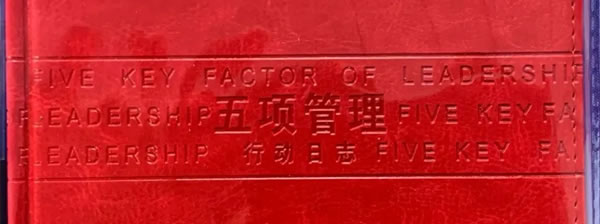 FIVE KEY FACTOR OF LEADERSHIP
LEADERSHIP 五项管理 FIVE KEY FA
LEADERSHIP 行动日志 FIVE KEY FA